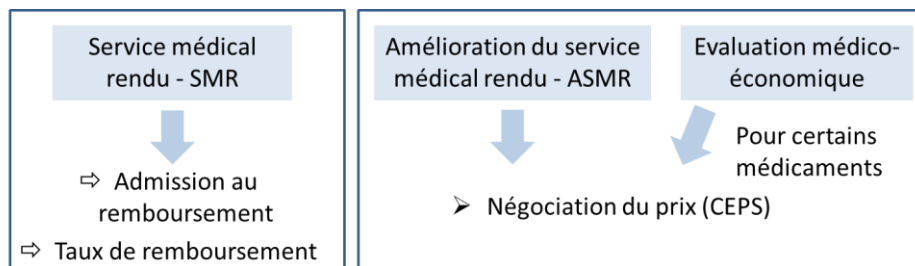 Service médical
rendu - SMR
⇨ Admission au
remboursement
⇨ Taux de remboursement
Amélioration du service
médical rendu - ASMR
Evaluation médico-
économique
Pour certains
médicaments
➢ Négociation du prix (CEPS)